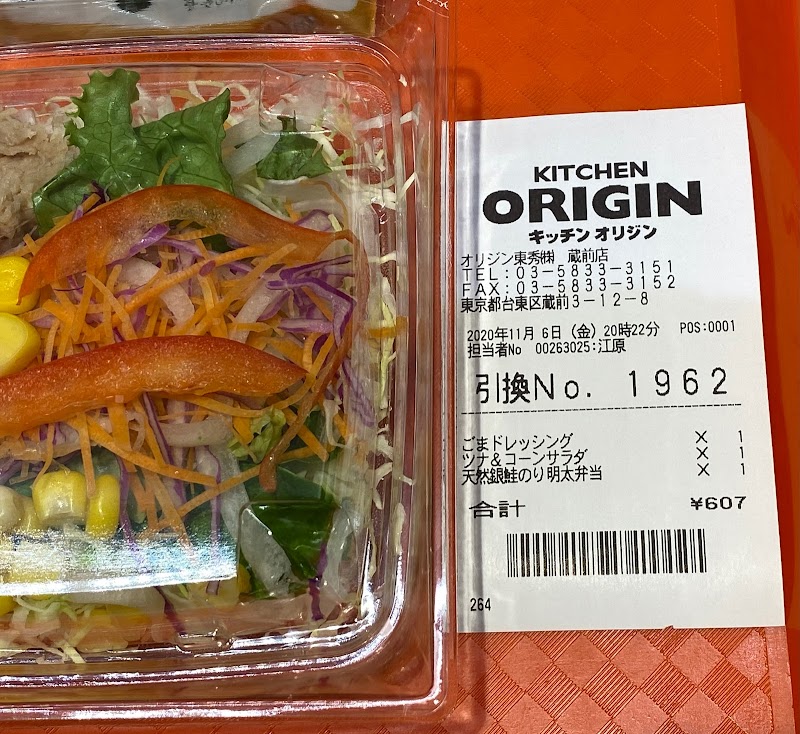 KITCHEN
ORIGIN
キッチン オリジン
オリジン東秀㈱ 蔵前店
TEL:03-5833-3151
FAX:03-5833-3152
東京都台東区蔵前3-12-8
2020年11月 6日 (金) 20時22分 POS:0001
担当者No 00263025:江原
引換No. 1962
ごまドレッシング × 1
ツナ&コーンサラダ × 1
天然銀鮭のり明太弁当 × 1
合計 ¥607
264